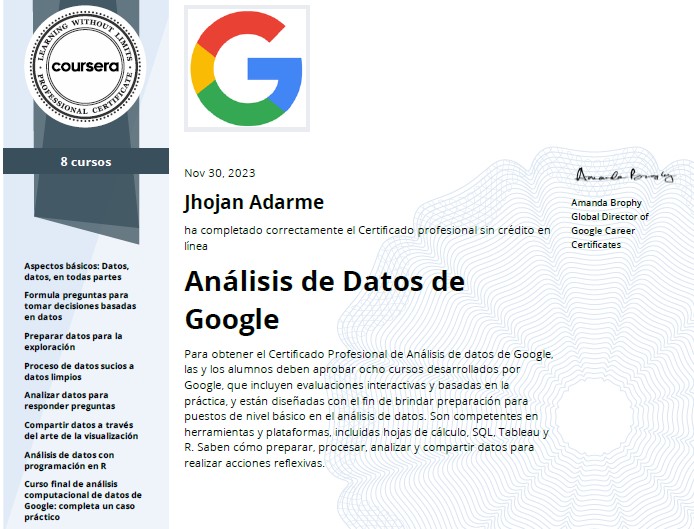 LEARNING WITHOUT LIMITS
coursera
PROFESSIONAL CERTIFICATE
8 cursos
Aspectos básicos: Datos,
datos, en todas partes
Formula preguntas para
tomar decisiones basadas
en datos
Preparar datos para la
exploración
Proceso de datos sucios a
datos limpios
Analizar datos para
responder preguntas
Compartir datos a través
del arte de la visualización
Análisis de datos con
programación en R
Curso final de análisis
computacional de datos de
Google: completa un caso
práctico
G
Nov 30, 2023
Jhojan Adarme
ha completado correctamente el Certificado profesional sin crédito en
línea
Análisis de Datos de
Google
Para obtener el Certificado Profesional de Análisis de datos de Google,
las y los alumnos deben aprobar ocho cursos desarrollados por
Google, que incluyen evaluaciones interactivas y basadas en la
práctica, y están diseñadas con el fin de brindar preparación para
puestos de nivel básico en el análisis de datos. Son competentes en
herramientas y plataformas, incluidas hojas de cálculo, SQL, Tableau y
R. Saben cómo preparar, procesar, analizar y compartir datos para
realizar acciones reflexivas.
Amanda Brophy
Amanda Brophy
Global Director of
Google Career
Certificates